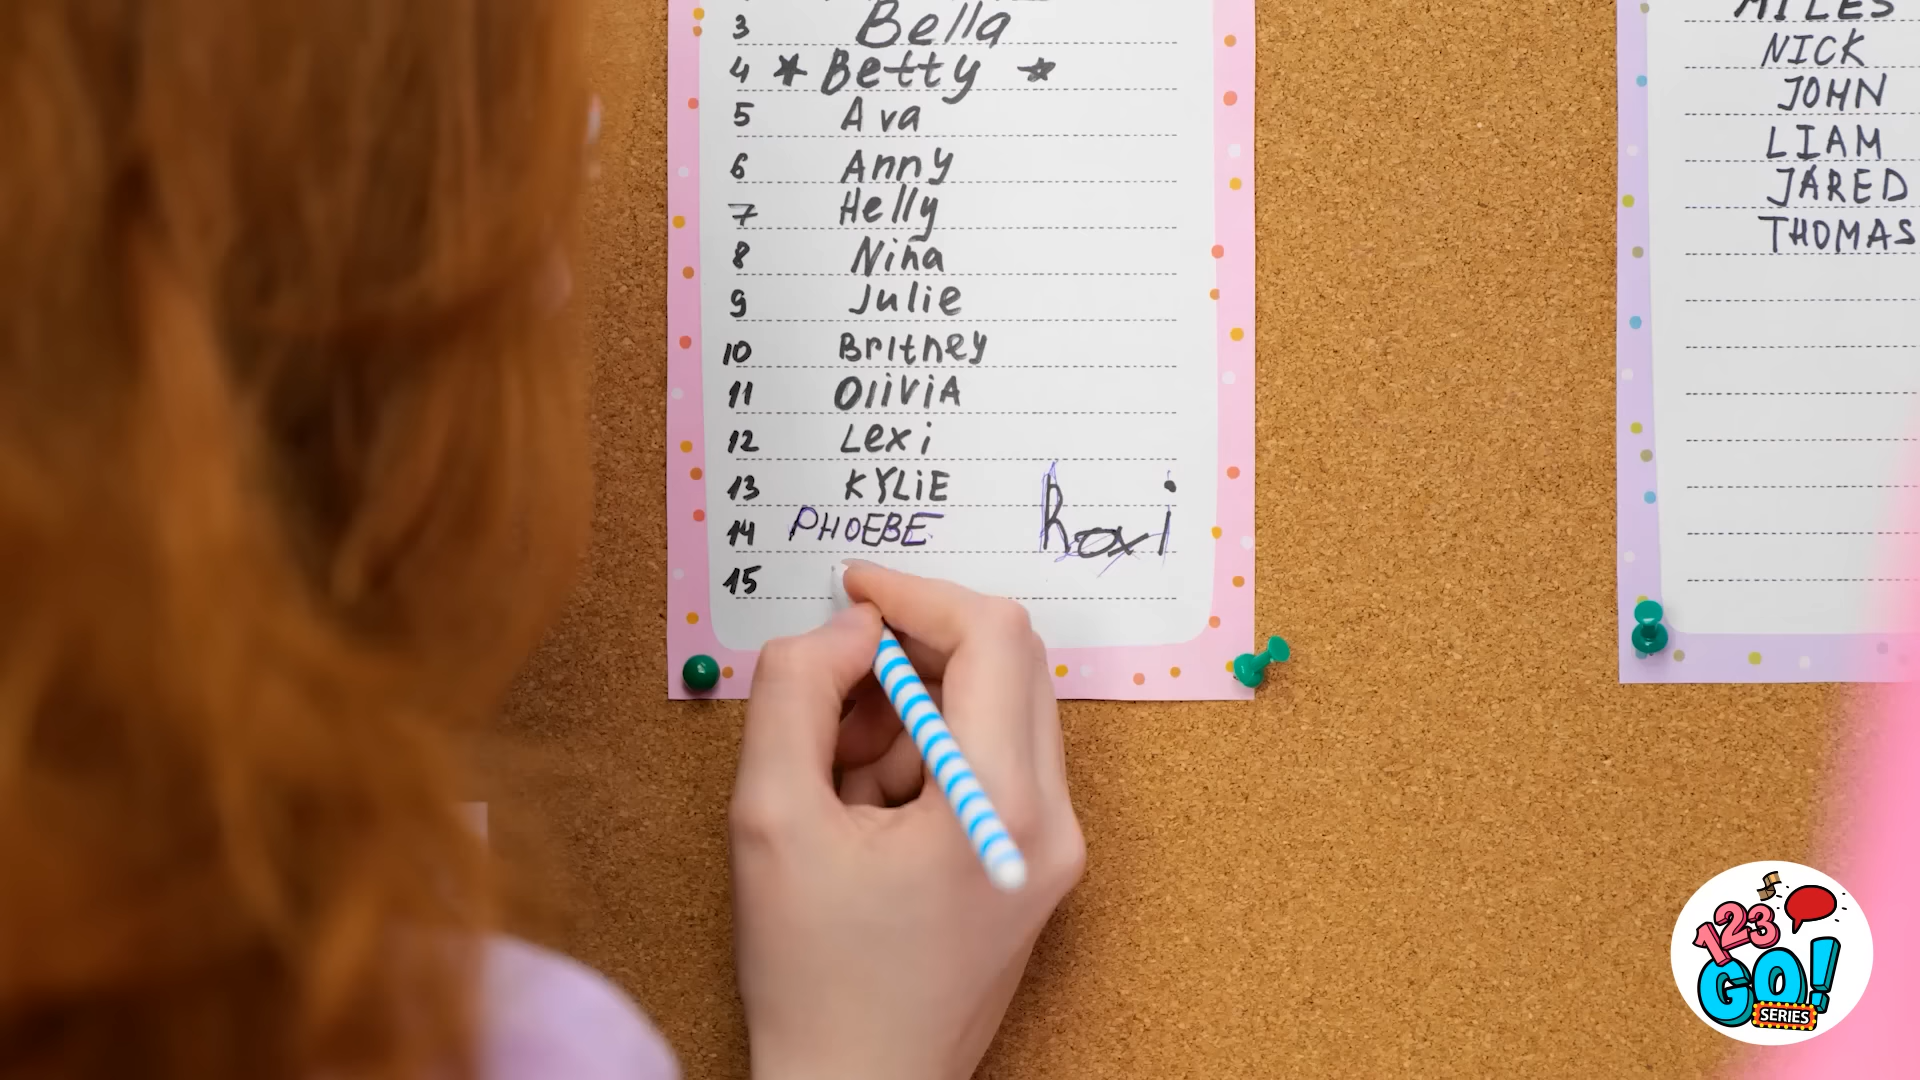 3 Bella
4 * Betty *
5 Ava
6 Anny
7 Helly
8 Nina
9 Julie
10 Britney
11 OliViA
12 Lexi
13 KYLiE
14 PHOEBE
Roxi
15
MILES
NICK
JOHN
LIAM
JARED
THOMAS
123
GO!
SERIES